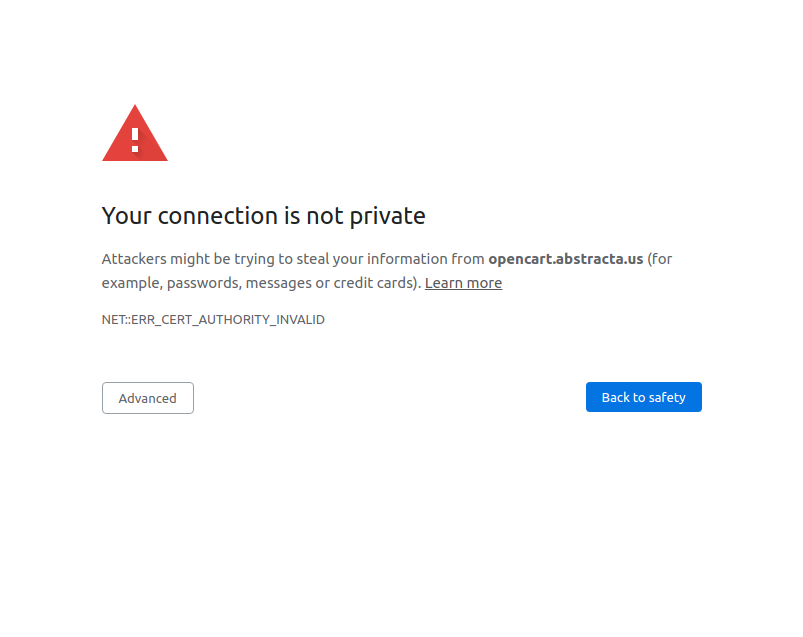 Your connection is not private
Attackers might be trying to steal your information from opencart.abstracta.us (for
example, passwords, messages or credit cards). Learn more
NET::ERR_CERT_AUTHORITY_INVALID
Advanced
Back to safety